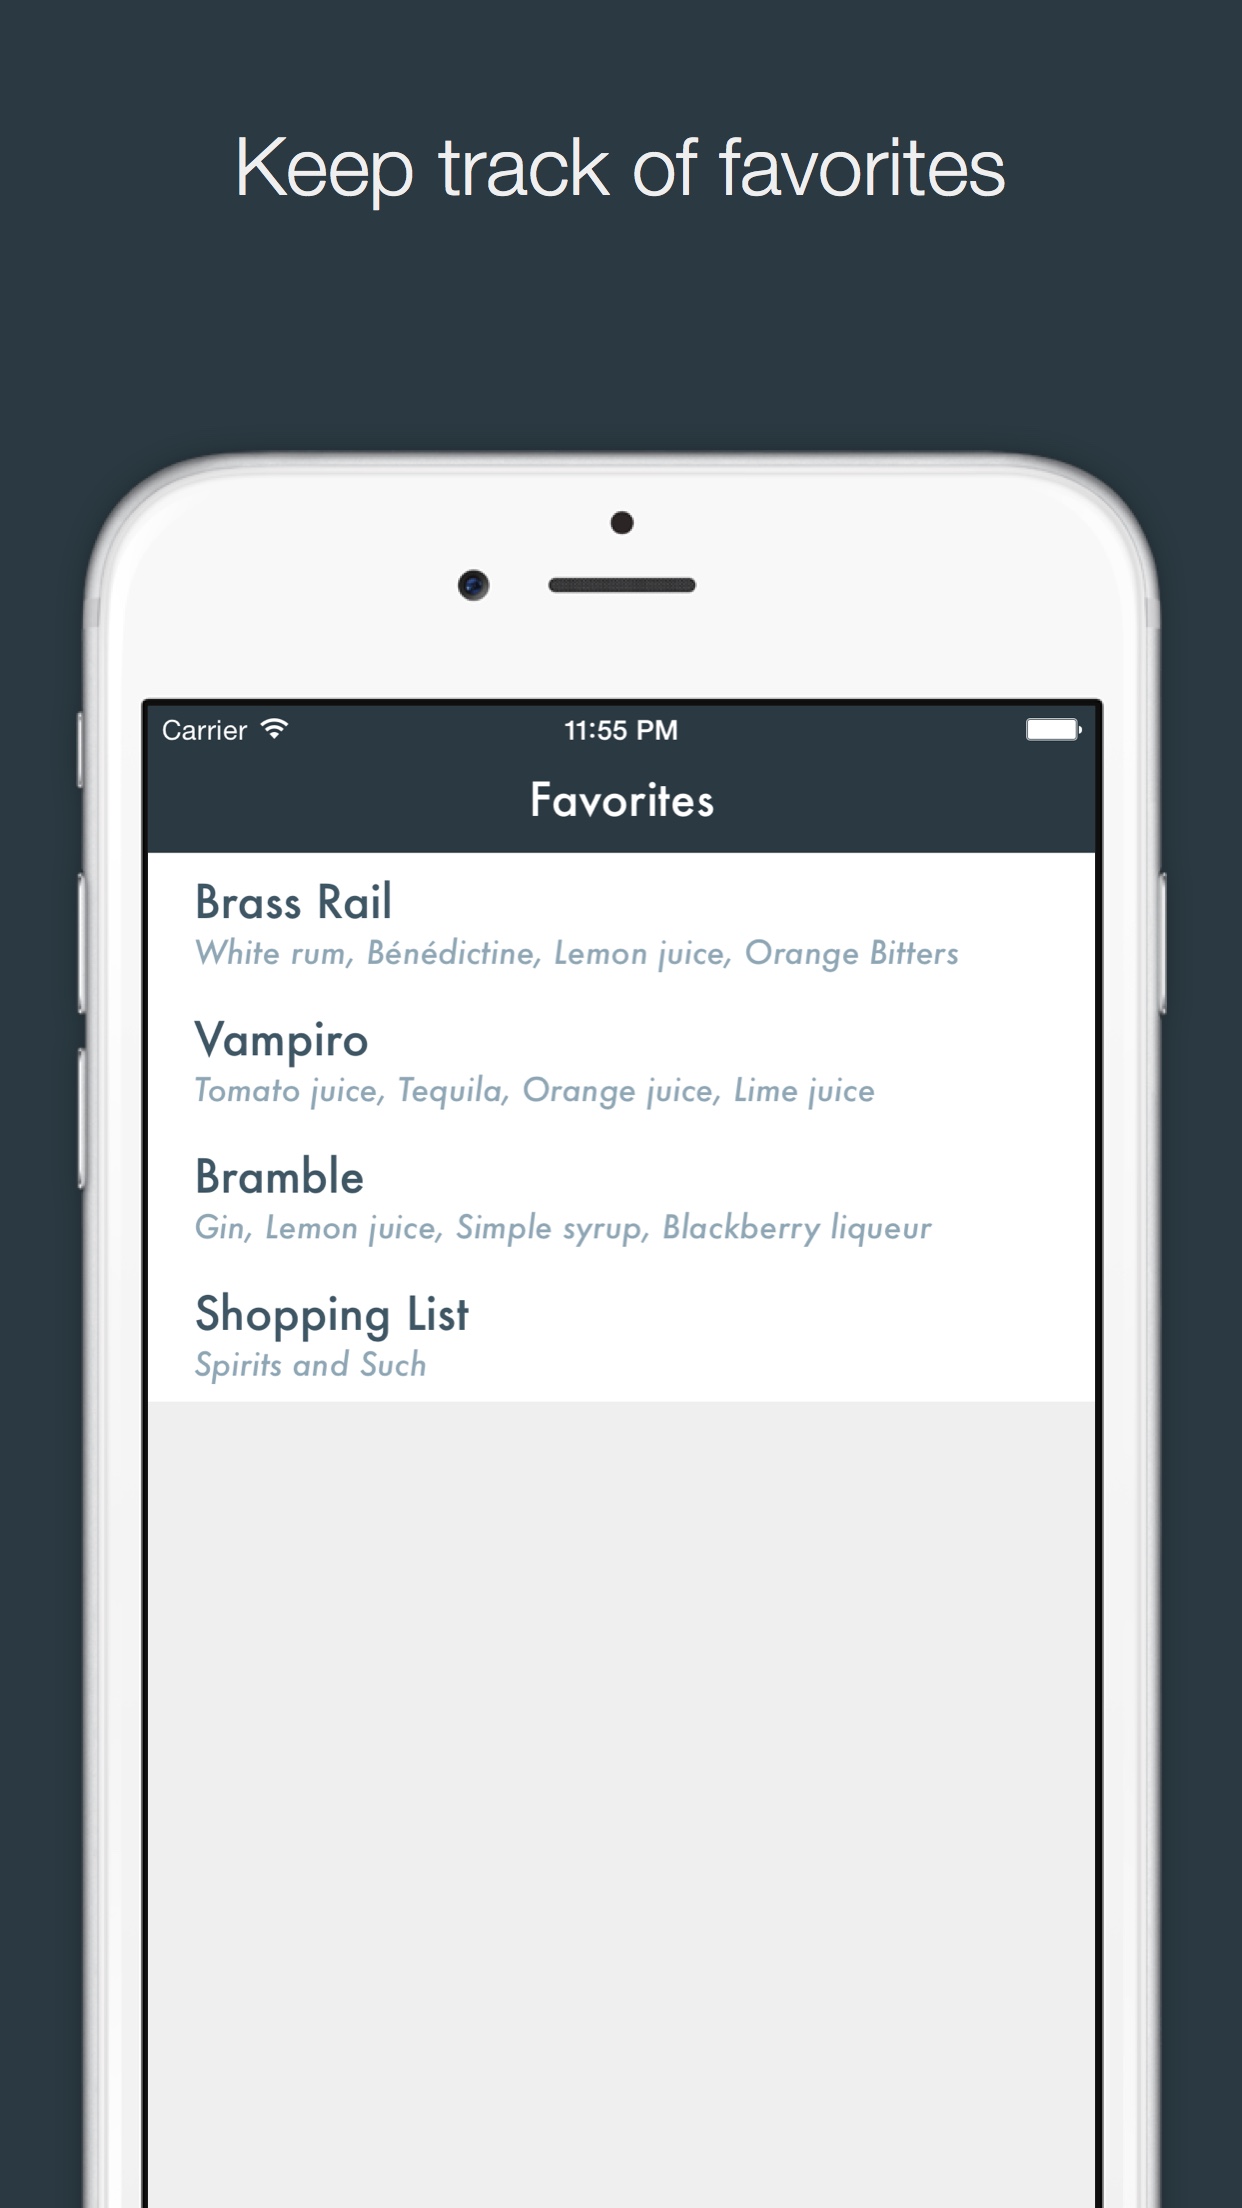 Keep track of favorites
Carrier 11:55 PM
Favorites
Brass Rail
White rum, Bénédictine, Lemon juice, Orange Bitters
Vampiro
Tomato juice, Tequila, Orange juice, Lime juice
Bramble
Gin, Lemon juice, Simple syrup, Blackberry liqueur
Shopping List
Spirits and Such